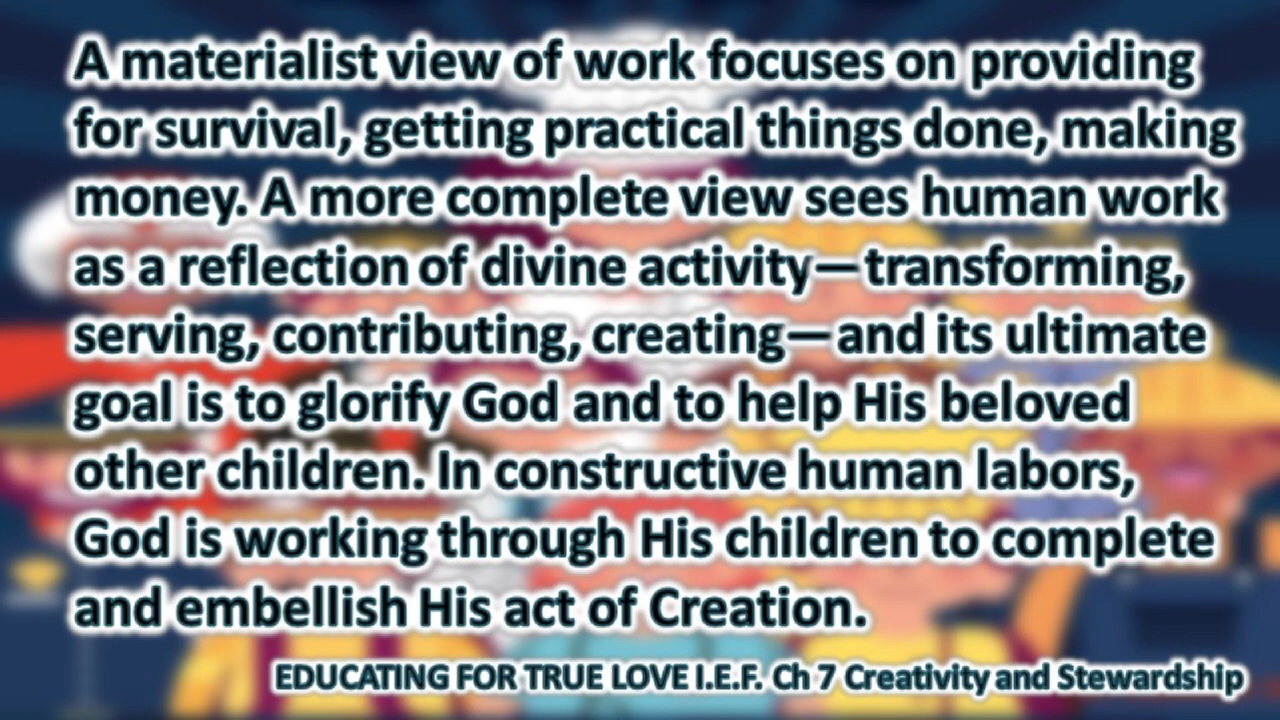 A materialist view of work focuses on providing
for survival, getting practical things done, making
money. A more complete view sees human work
as a reflection of divine activity—transforming,
serving, contributing, creating—and its ultimate
goal is to glorify God and to help His beloved
other children. In constructive human labors,
God is working through His children to complete
and embellish His act of Creation.
EDUCATING FOR TRUE LOVE I.E.F. Ch 7 Creativity and Stewardship